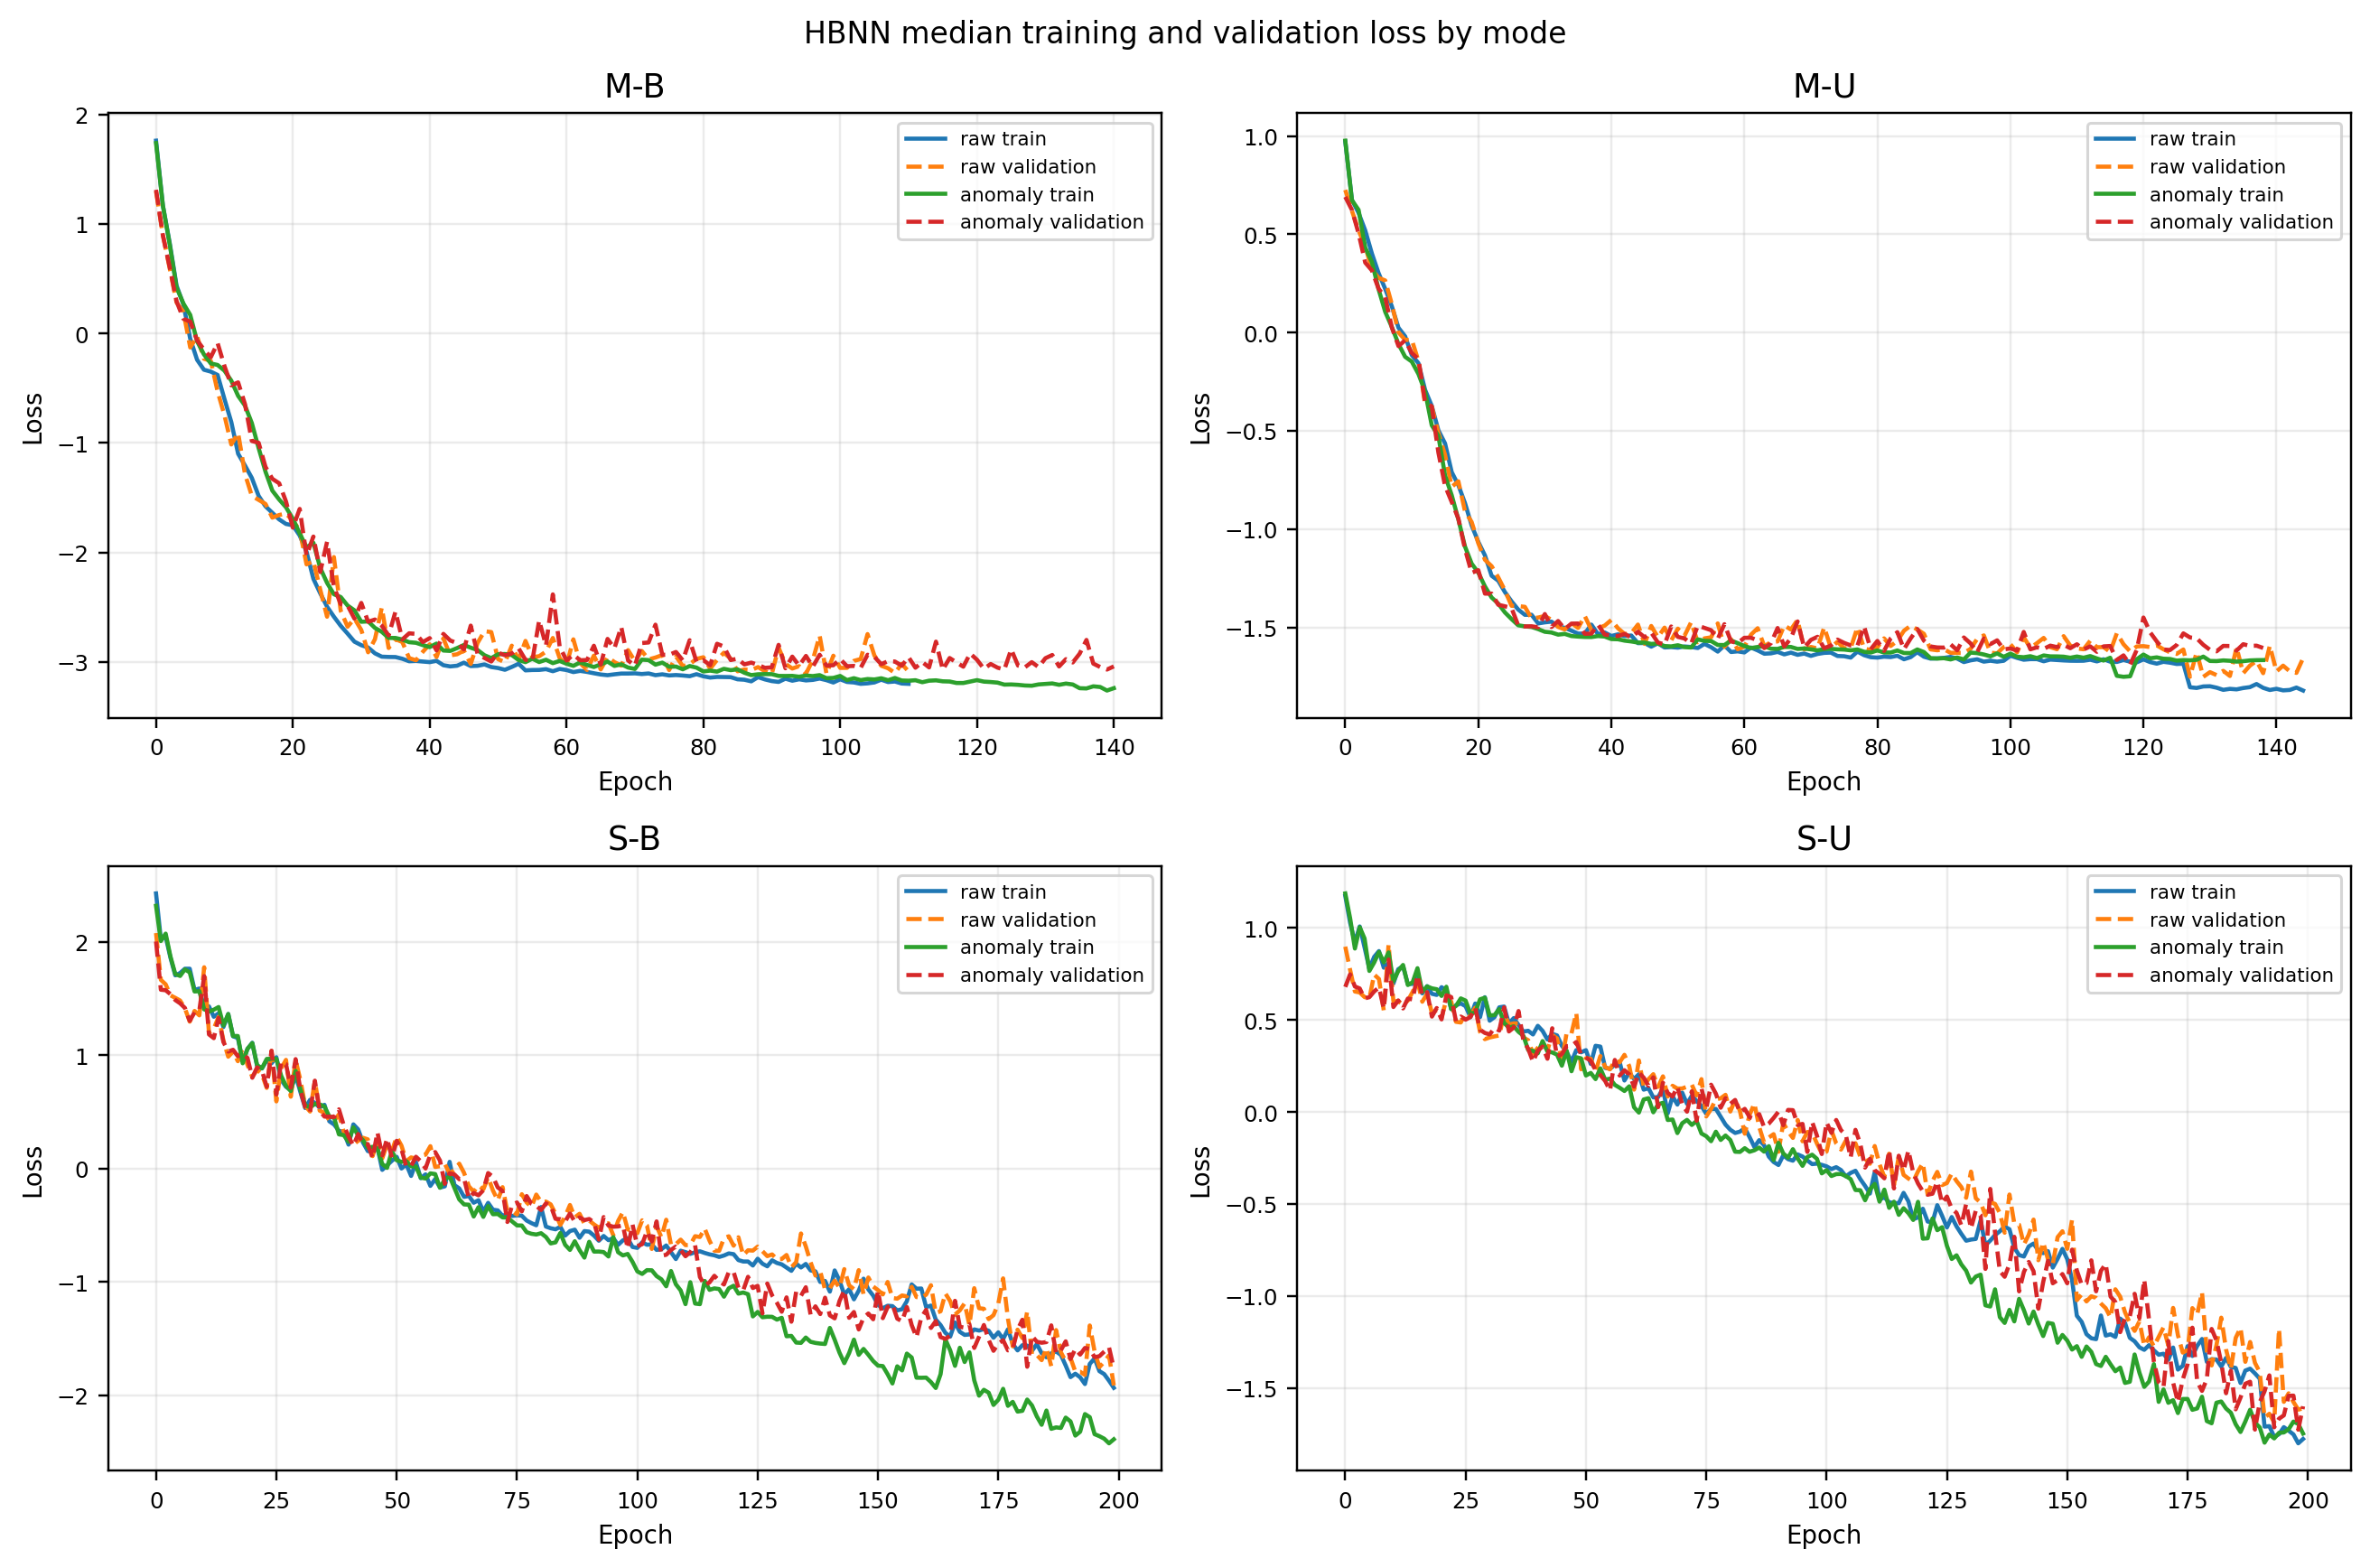 HBNN median training and validation loss by mode
M-B
2
1
0
−1
−2
−3
Loss
0 20 40 60 80 100 120 140
Epoch
raw train
raw validation
anomaly train
anomaly validation
M-U
1.0
0.5
0.0
−0.5
−1.0
−1.5
Loss
0 20 40 60 80 100 120 140
Epoch
raw train
raw validation
anomaly train
anomaly validation
S-B
2
1
0
−1
−2
Loss
0 25 50 75 100 125 150 175 200
Epoch
raw train
raw validation
anomaly train
anomaly validation
S-U
1.0
0.5
0.0
−0.5
−1.0
−1.5
Loss
0 25 50 75 100 125 150 175 200
Epoch
raw train
raw validation
anomaly train
anomaly validation